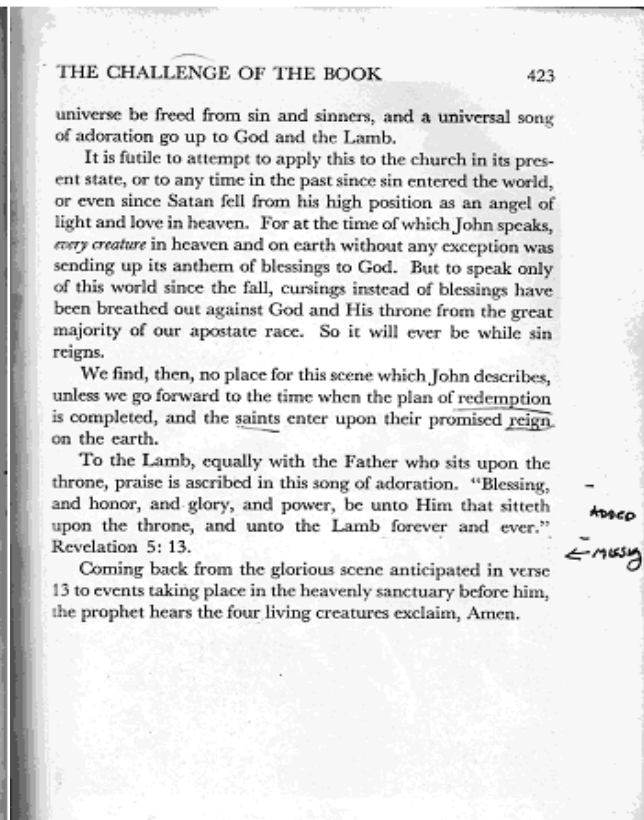 THE CHALLENGE OF THE BOOK 423
universe be freed from sin and sinners, and a universal song
of adoration go up to God and the Lamb.
It is futile to attempt to apply this to the church in its pres-
ent state, or to any time in the past since sin entered the world,
or even since Satan fell from his high position as an angel of
light and love in heaven. For at the time of which John speaks,
every creature in heaven and on earth without any exception was
sending up its anthem of blessings to God. But to speak only
of this world since the fall, cursings instead of blessings have
been breathed out against God and His throne from the great
majority of our apostate race. So it will ever be while sin
reigns.
We find, then, no place for this scene which John describes,
unless we go forward to the time when the plan of redemption
is completed, and the saints enter upon their promised reign
on the earth.
To the Lamb, equally with the Father who sits upon the
throne, praise is ascribed in this song of adoration. “Blessing,
and honor, and glory, and power, be unto Him that sitteth
upon the throne, and unto the Lamb forever and ever.”
Revelation 5: 13.
Coming back from the glorious scene anticipated in verse
13 to events taking place in the heavenly sanctuary before him,
the prophet hears the four living creatures exclaim, Amen.
ADDED